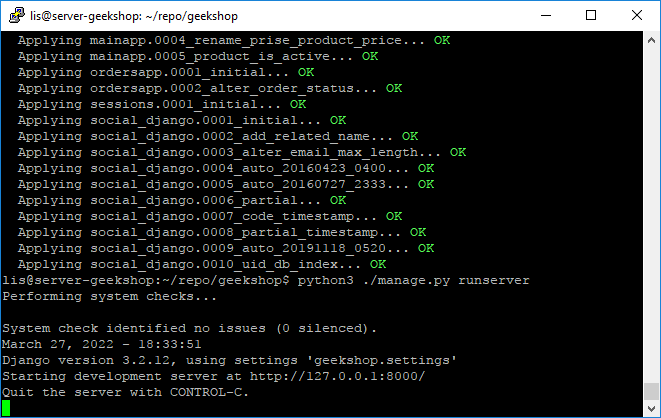 lis@server-geekshop: ~/repo/geekshop
Applying mainapp.0004_rename_prise_product_price... OK
Applying mainapp.0005_product_is_active... OK
Applying ordersapp.0001_initial... OK
Applying ordersapp.0002_alter_order_status... OK
Applying sessions.0001_initial... OK
Applying social_django.0001_initial... OK
Applying social_django.0002_add_related_name... OK
Applying social_django.0003_alter_email_max_length... OK
Applying social_django.0004_auto_20160423_0400... OK
Applying social_django.0005_auto_20160727_2333... OK
Applying social_django.0006_partial... OK
Applying social_django.0007_code_timestamp... OK
Applying social_django.0008_partial_timestamp... OK
Applying social_django.0009_auto_20191118_0520... OK
Applying social_django.0010_uid_db_index... OK
lis@server-geekshop:~/repo/geekshop$ python3 ./manage.py runserver
Performing system checks...
System check identified no issues (0 silenced).
March 27, 2022 - 18:33:51
Django version 3.2.12, using settings 'geekshop.settings'
Starting development server at http://127.0.0.1:8000/
Quit the server with CONTROL-C.